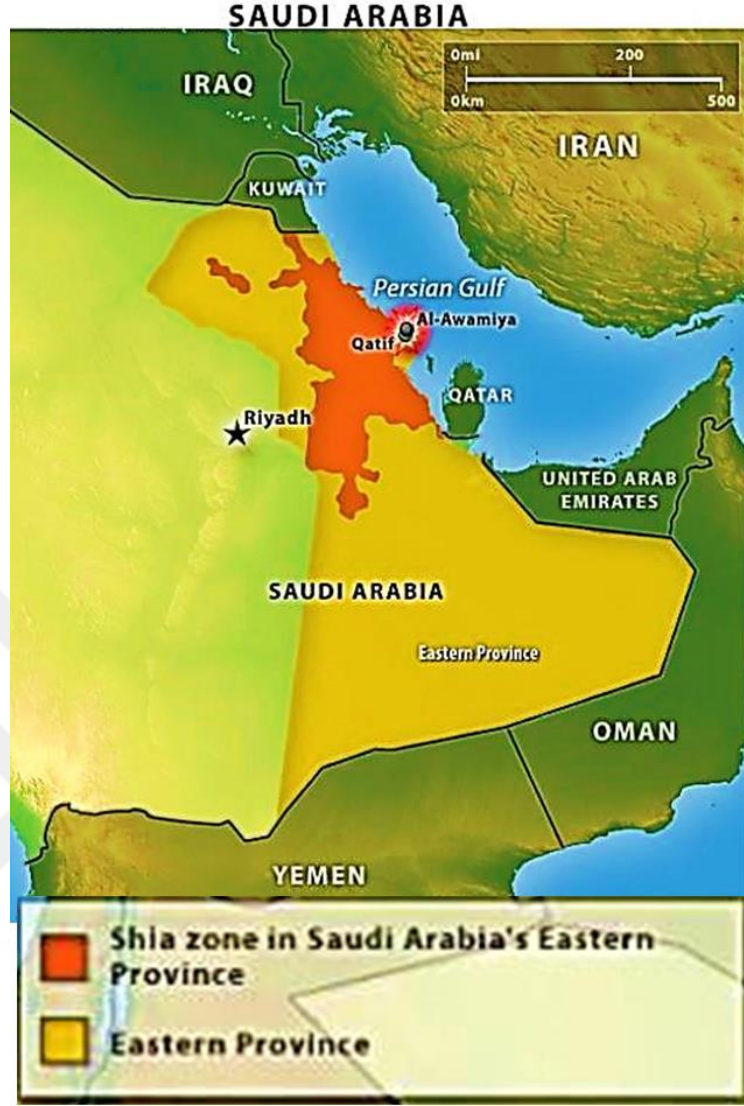 SAUDI ARABIA
0mi 200
0km 500
IRAQ
IRAN
KUWAIT
Persian Gulf
Al-Awamiya
Qatif
QATAR
Riyadh
UNITED ARAB
EMIRATES
SAUDI ARABIA
Eastern Province
OMAN
YEMEN
Shia zone in Saudi Arabia's Eastern
Province
Eastern Province